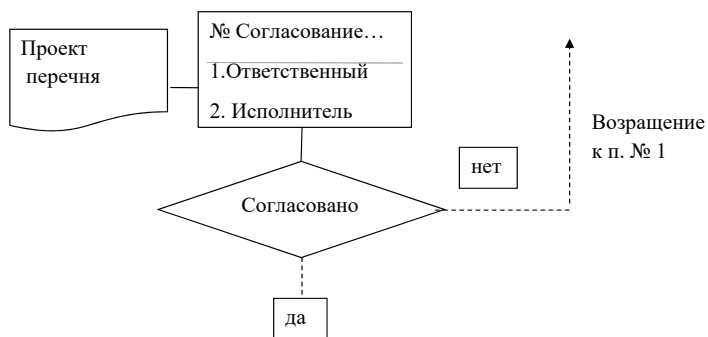 Проект
перечня
№ Согласование…
1.Ответственный
2. Исполнитель
Возращение
к п. № 1
нет
Согласовано
да